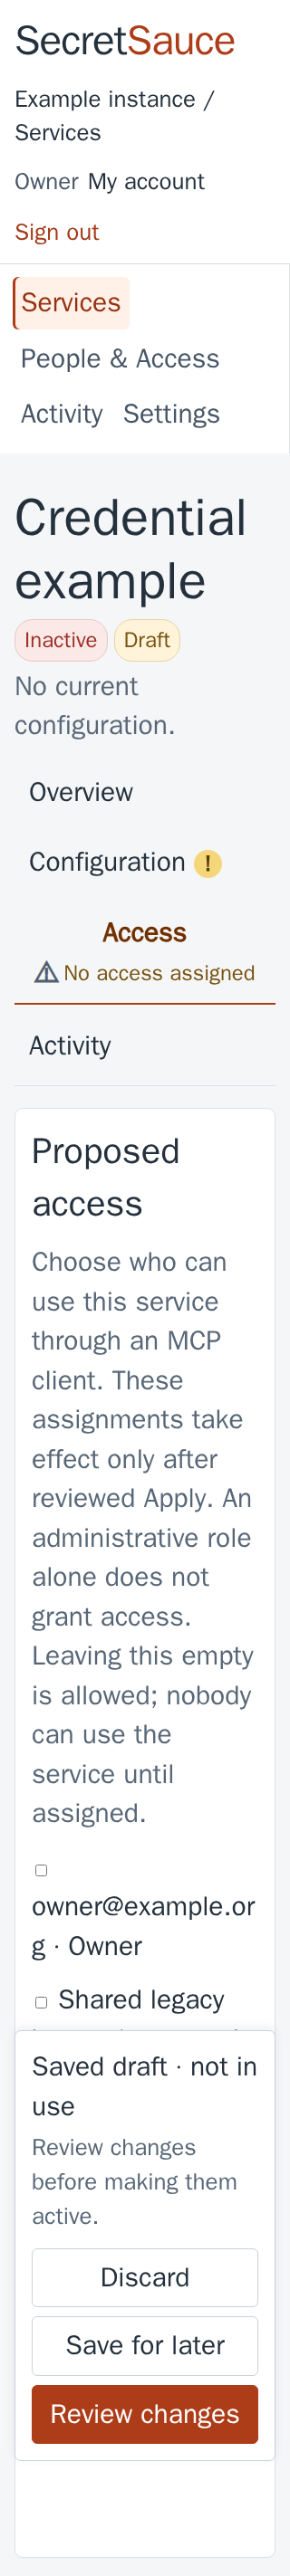 SecretSauce
Example instance /
Services
Owner My account
Sign out
Services
People & Access
Activity Settings
Credential
example
Inactive Draft
No current
configuration.
Overview
Configuration !
Access
⚠ No access assigned
Activity
Proposed
access
Choose who can
use this service
through an MCP
client. These
assignments take
effect only after
reviewed Apply. An
administrative role
alone does not
grant access.
Leaving this empty
is allowed; nobody
can use the
service until
assigned.
owner@example.or
g · Owner
Shared legacy
Saved draft · not in
use
Review changes
before making them
active.
Discard
Save for later
Review changes